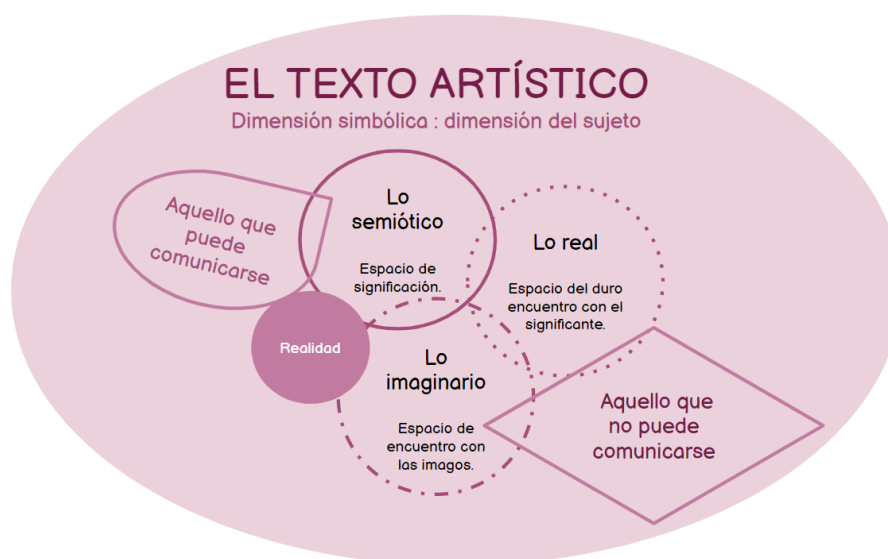 EL TEXTO ARTÍSTICO
Dimensión simbólica : dimensión del sujeto
Aquello que
puede
comunicarse
Lo
semiótico
Espacio de
significación.
Lo real
Espacio del duro
encuentro con el
significante.
Realidad
Lo
imaginario
Espacio de
encuentro con
las imagos.
Aquello que
no puede
comunicarse